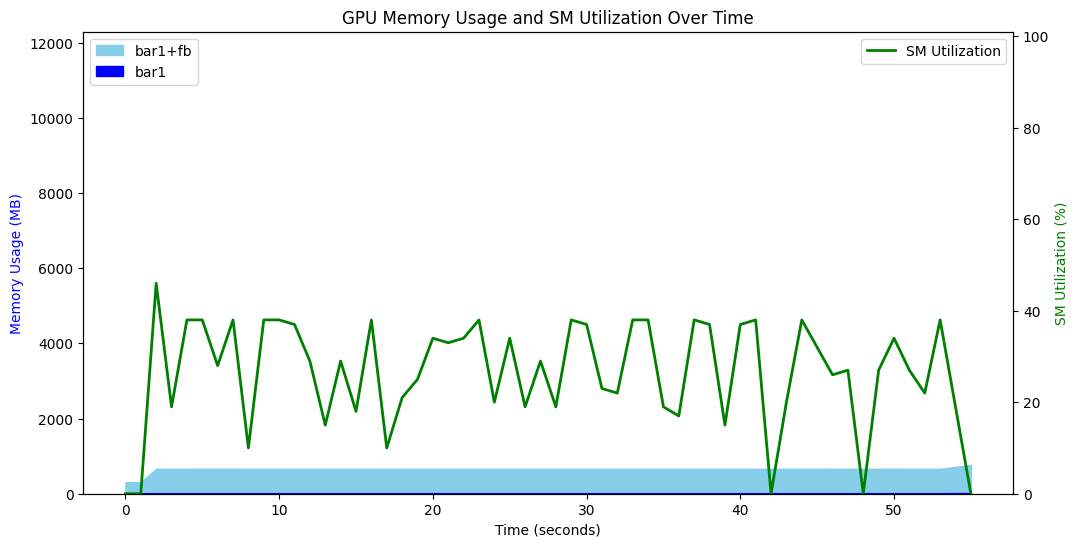 GPU Memory Usage and SM Utilization Over Time
bar1+fb
bar1
SM Utilization
Memory Usage (MB)
12000
10000
8000
6000
4000
2000
0
100
80
60
40
20
0
SM Utilization (%)
0 10 20 30 40 50
Time (seconds)